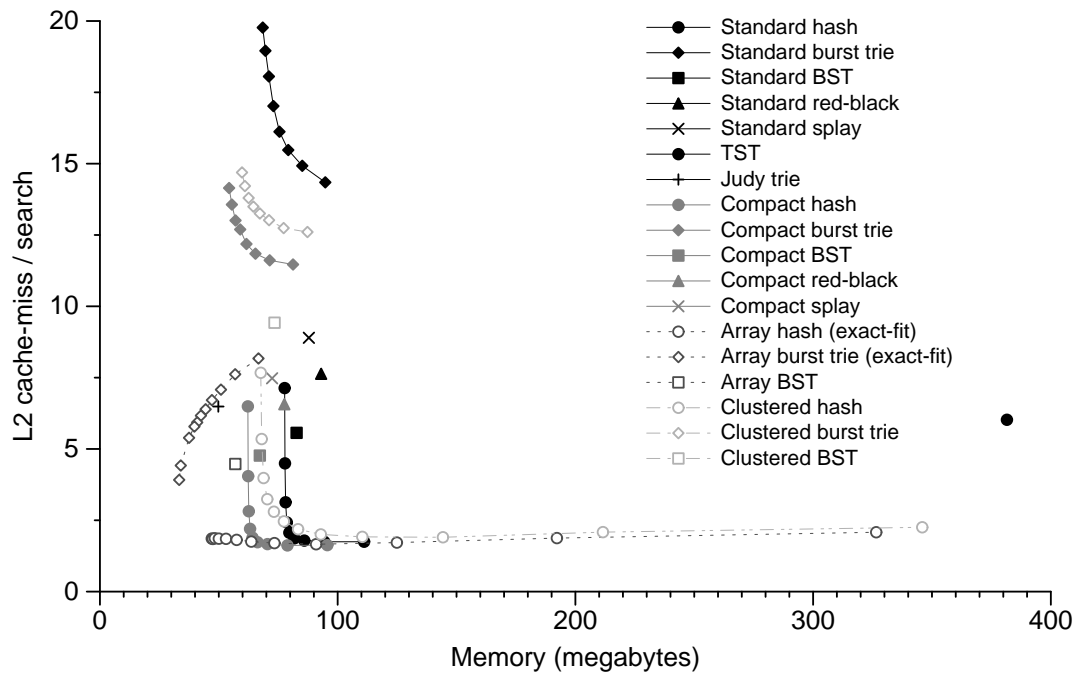 20
15
10
5
0
0
100
200
300
400
L2 cache-miss / search
Memory (megabytes)
Standard hash
Standard burst trie
Standard BST
Standard red-black
Standard splay
TST
Judy trie
Compact hash
Compact burst trie
Compact BST
Compact red-black
Compact splay
Array hash (exact-fit)
Array burst trie (exact-fit)
Array BST
Clustered hash
Clustered burst trie
Clustered BST